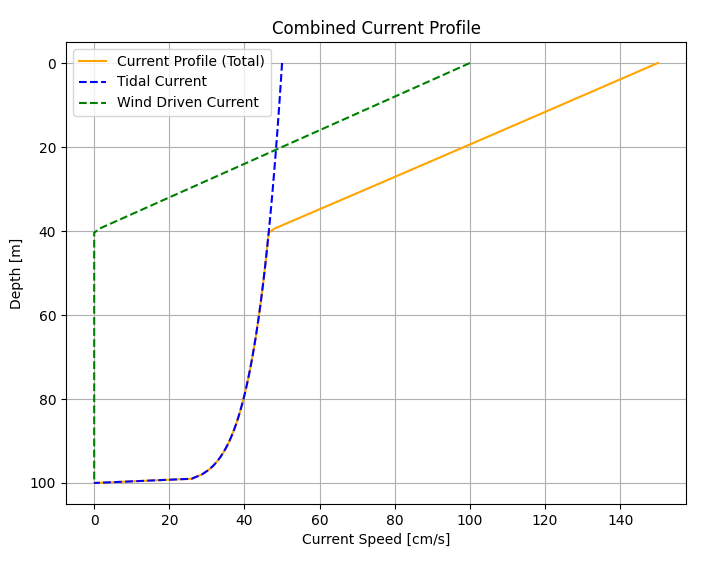 Combined Current Profile
Current Profile (Total)
Tidal Current
Wind Driven Current
Depth [m]
0
20
40
60
80
100
0 20 40 60 80 100 120 140
Current Speed [cm/s]